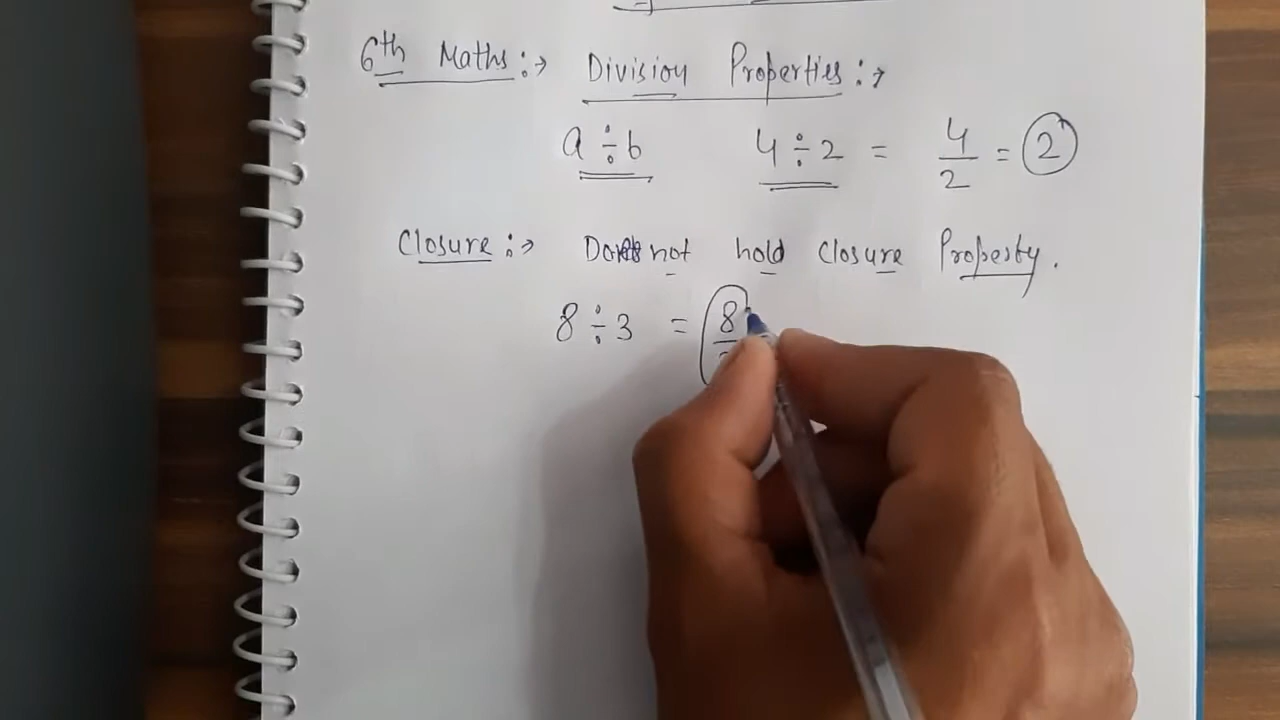 6th Maths :→ Division Properties :→
a ÷ b 4 ÷ 2 = 4/2 = 2
Closure :→ Does not hold closure Property.
8 ÷ 3 = 8